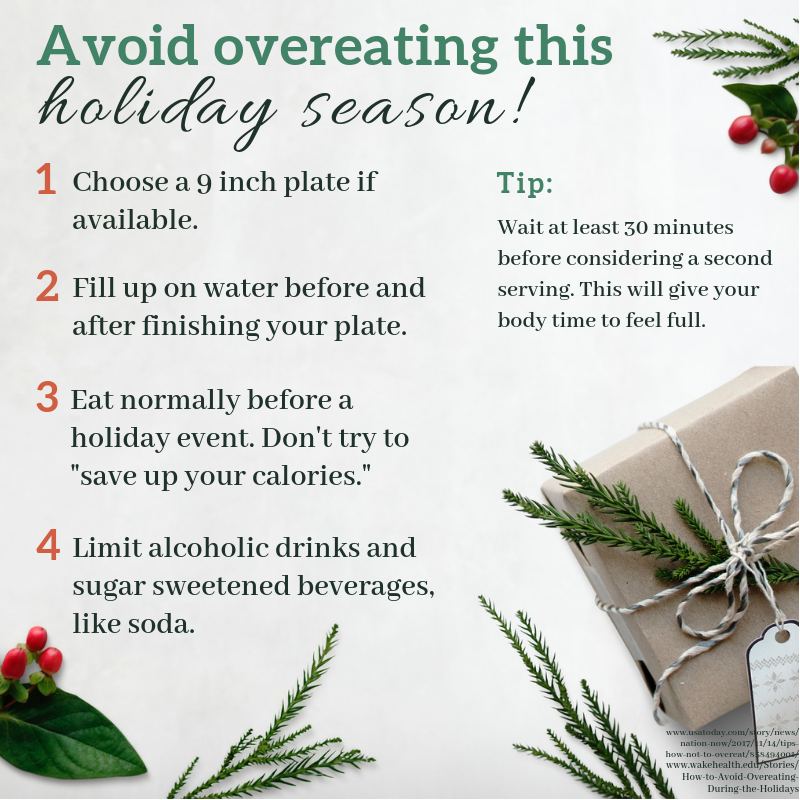 Avoid overeating this
holiday season!
1 Choose a 9 inch plate if
available.
2 Fill up on water before and
after finishing your plate.
3 Eat normally before a
holiday event. Don't try to
"save up your calories."
4 Limit alcoholic drinks and
sugar sweetened beverages,
like soda.
Tip:
Wait at least 30 minutes
before considering a second
serving. This will give your
body time to feel full.
www.usatoday.com/story/news/
nation-now/2017/11/14/tips-
how-not-to-overeat/858494001/
www.wakehealth.edu/Stories/
How-to-Avoid-Overeating-
During-the-Holidays